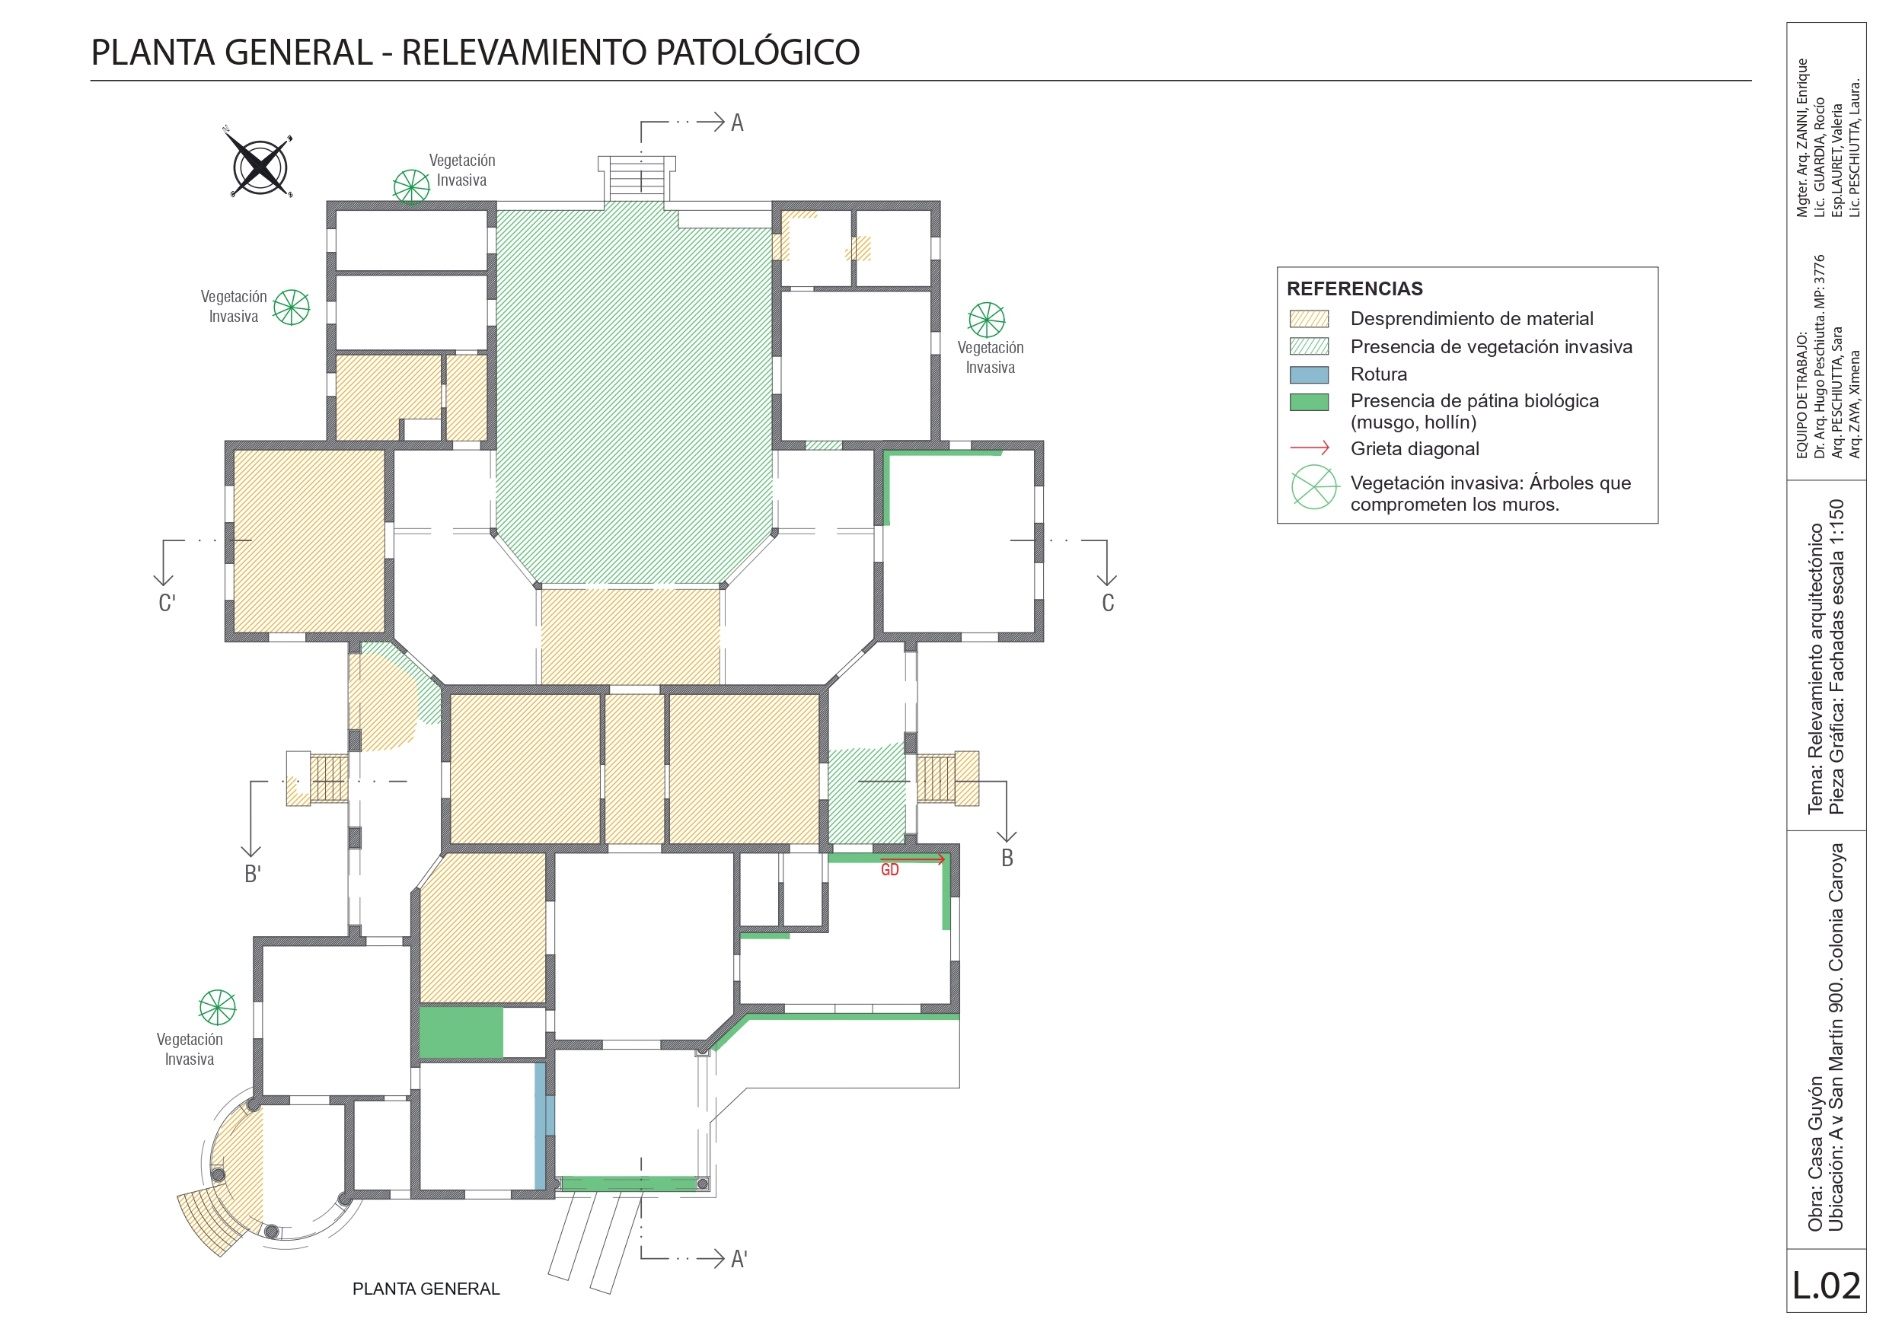 PLANTA GENERAL - RELEVAMIENTO PATOLÓGICO
A
Vegetación
Invasiva
Vegetación
Invasiva
Vegetación
Invasiva
C'
C
B'
B
GD
Vegetación
Invasiva
A'
PLANTA GENERAL
REFERENCIAS
Desprendimiento de material
Presencia de vegetación invasiva
Rotura
Presencia de pátina biológica
(musgo, hollín)
Grieta diagonal
Vegetación invasiva: Árboles que
comprometen los muros.
EQUIPO DE TRABAJO:
Dr. Arq. Hugo Peschiutta. MP: 3776
Arq. PESCHIUTTA, Sara
Arq. ZAYA, Ximena
Mgter. Arq. ZANNI, Enrique
Lic. GUARDIA, Rocío
Esp.LAURET, Valeria
Lic. PESCHIUTTA, Laura.
Tema: Relevamiento arquitectónico
Pieza Gráfica: Fachadas escala 1:150
Obra: Casa Guyón
Ubicación: Av. San Martín 900. Colonia Caroya
L.02